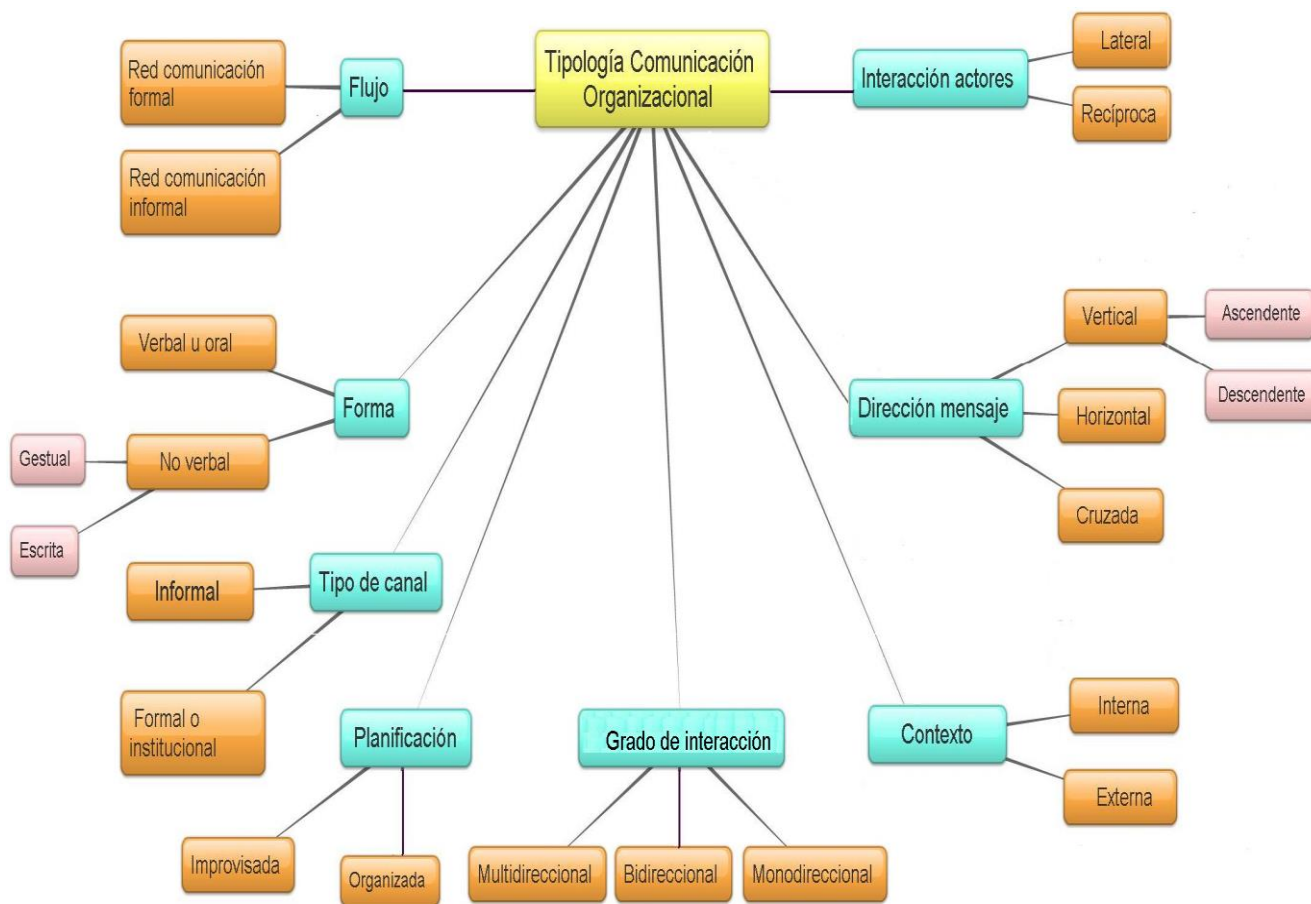 Tipología Comunicación
Organizacional
Flujo
Red comunicación
formal
Red comunicación
informal
Interacción actores
Lateral
Recíproca
Forma
Verbal u oral
No verbal
Gestual
Escrita
Dirección mensaje
Vertical
Ascendente
Descendente
Horizontal
Cruzada
Tipo de canal
Informal
Formal o
institucional
Planificación
Improvisada
Organizada
Grado de interacción
Multidireccional
Bidireccional
Monodireccional
Contexto
Interna
Externa